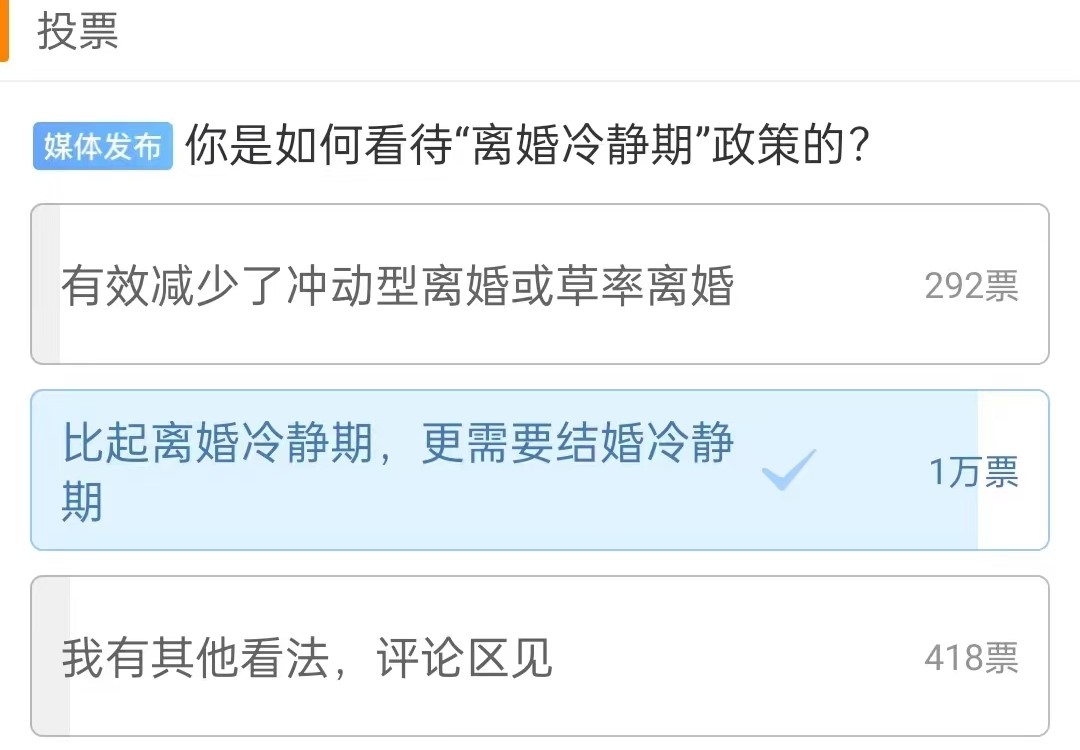 投票
媒体发布 你是如何看待“离婚冷静期”政策的？
有效减少了冲动型离婚或草率离婚 292票
比起离婚冷静期，更需要结婚冷静
期
1万票
我有其他看法，评论区见 418票